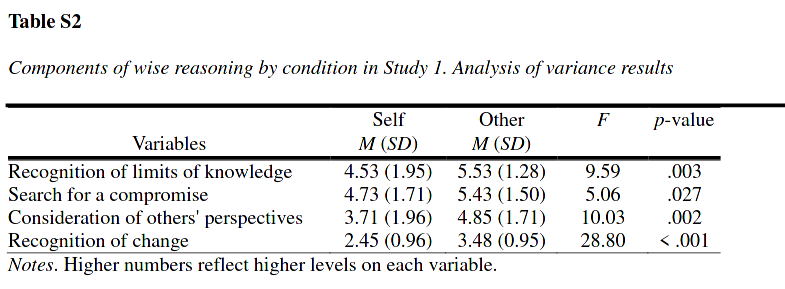 Table S2
Components of wise reasoning by condition in Study 1. Analysis of variance results
Self Other F p-value
Variables M (SD) M (SD)
Recognition of limits of knowledge 4.53 (1.95) 5.53 (1.28) 9.59 .003
Search for a compromise 4.73 (1.71) 5.43 (1.50) 5.06 .027
Consideration of others' perspectives 3.71 (1.96) 4.85 (1.71) 10.03 .002
Recognition of change 2.45 (0.96) 3.48 (0.95) 28.80 < .001
Notes. Higher numbers reflect higher levels on each variable.